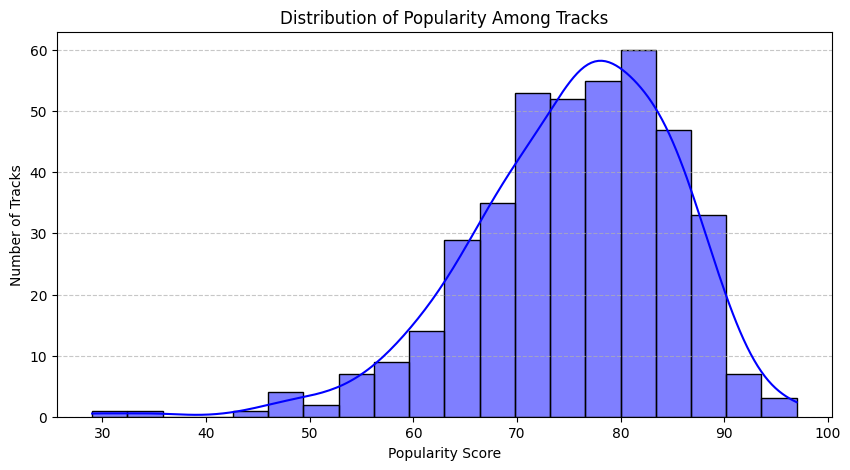 Distribution of Popularity Among Tracks
Number of Tracks
60
50
40
30
20
10
0
30 40 50 60 70 80 90 100
Popularity Score